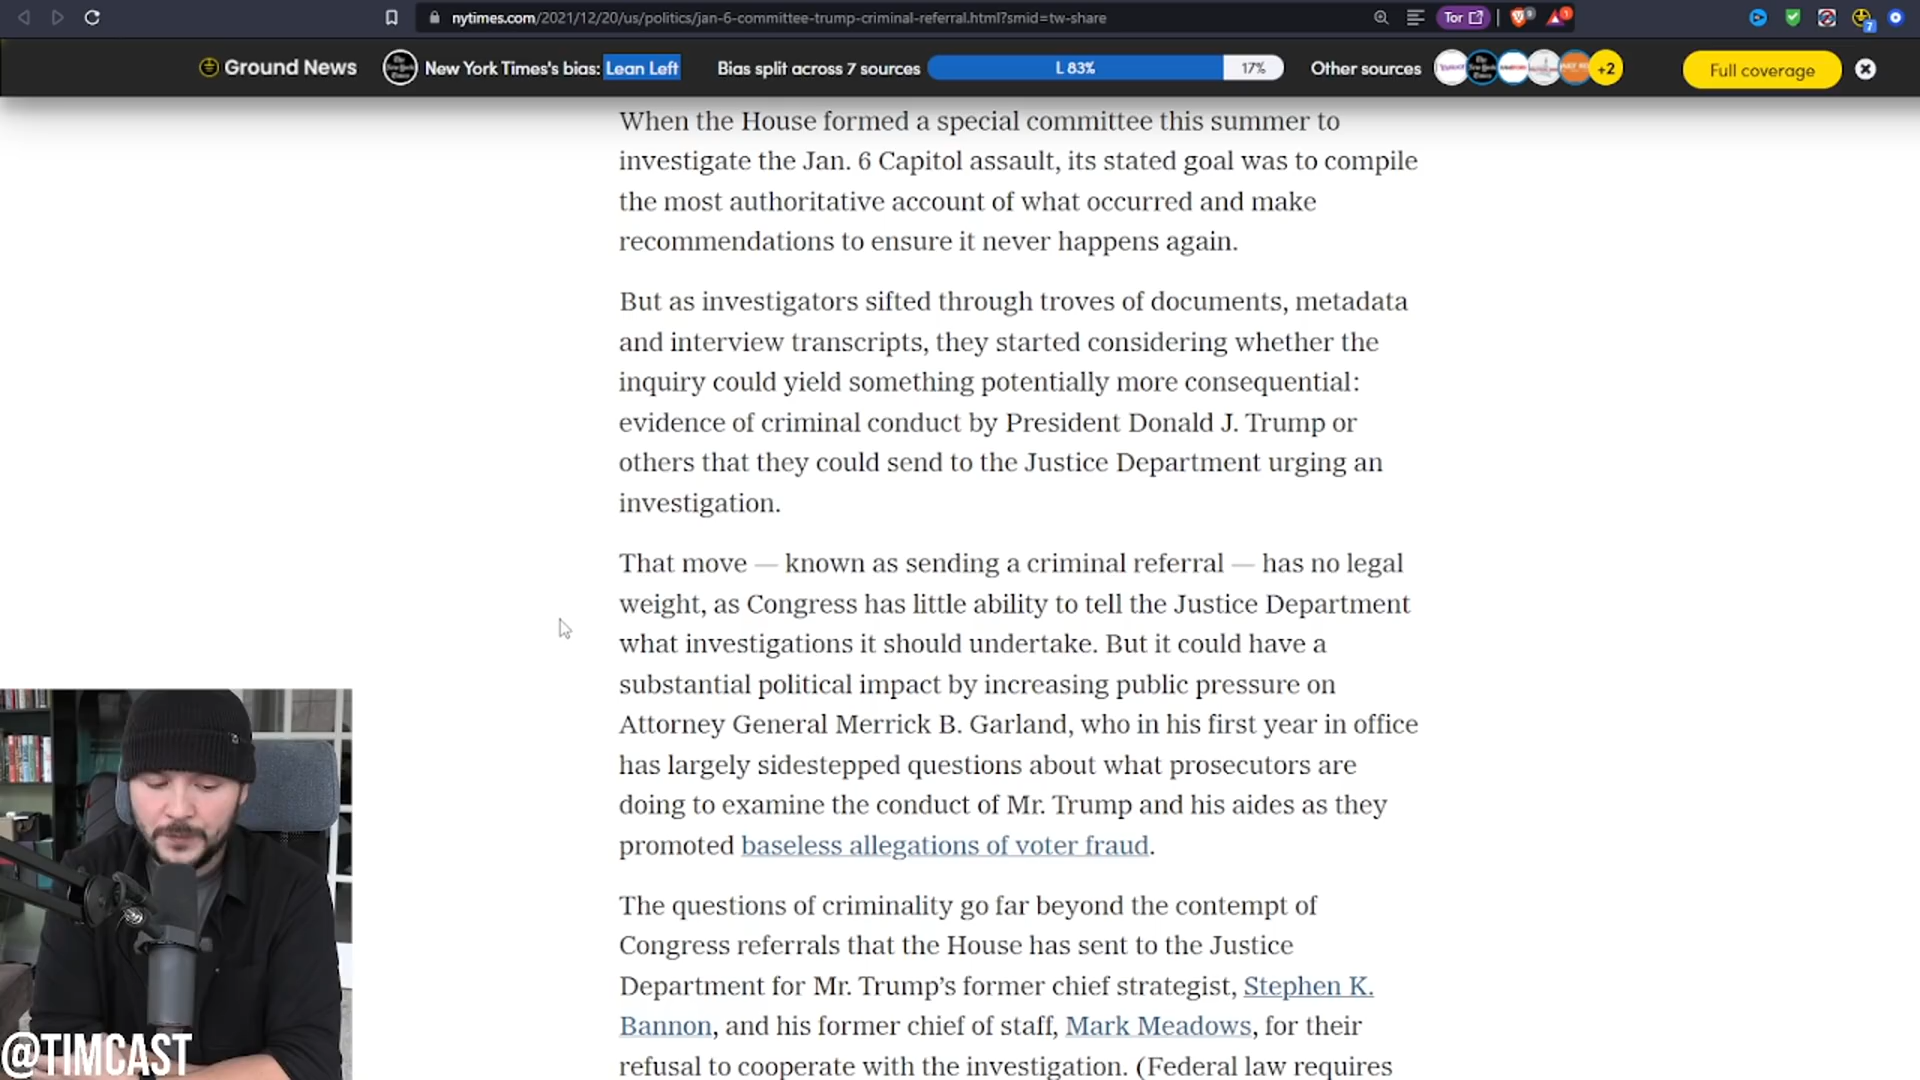 nytimes.com/2021/12/20/us/politics/jan-6-committee-trump-criminal-referral.html?smid=tw-share
Tor
Ground News
New York Times's bias: Lean Left
Bias split across 7 sources
L 83%
17%
Other sources
+2
Full coverage
When the House formed a special committee this summer to
investigate the Jan. 6 Capitol assault, its stated goal was to compile
the most authoritative account of what occurred and make
recommendations to ensure it never happens again.
But as investigators sifted through troves of documents, metadata
and interview transcripts, they started considering whether the
inquiry could yield something potentially more consequential:
evidence of criminal conduct by President Donald J. Trump or
others that they could send to the Justice Department urging an
investigation.
That move — known as sending a criminal referral — has no legal
weight, as Congress has little ability to tell the Justice Department
what investigations it should undertake. But it could have a
substantial political impact by increasing public pressure on
Attorney General Merrick B. Garland, who in his first year in office
has largely sidestepped questions about what prosecutors are
doing to examine the conduct of Mr. Trump and his aides as they
promoted baseless allegations of voter fraud.
The questions of criminality go far beyond the contempt of
Congress referrals that the House has sent to the Justice
Department for Mr. Trump's former chief strategist, Stephen K.
Bannon, and his former chief of staff, Mark Meadows, for their
refusal to cooperate with the investigation. (Federal law requires
@TIMCAST